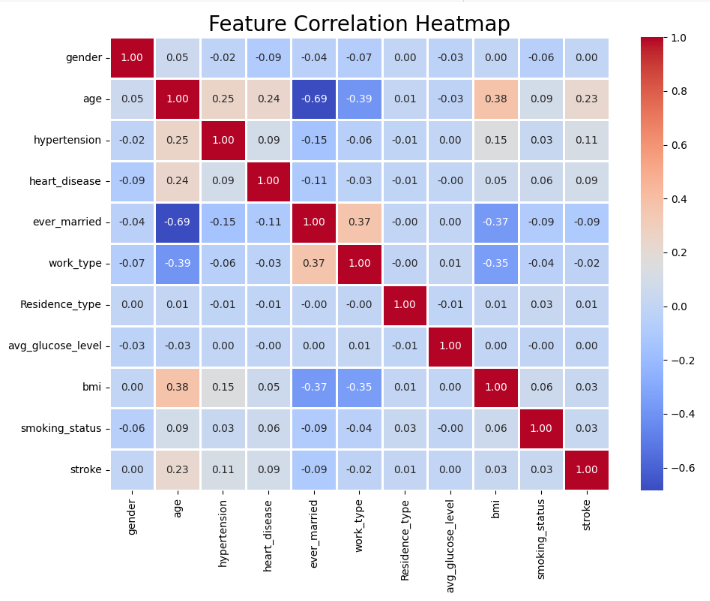 Feature Correlation Heatmap
gender 1.00 0.05 -0.02 -0.09 -0.04 -0.07 0.00 -0.03 0.00 -0.06 0.00
age 0.05 1.00 0.25 0.24 -0.69 -0.39 0.01 -0.03 0.38 0.09 0.23
hypertension -0.02 0.25 1.00 0.09 -0.15 -0.06 -0.01 0.00 0.15 0.03 0.11
heart_disease -0.09 0.24 0.09 1.00 -0.11 -0.03 -0.01 -0.00 0.05 0.06 0.09
ever_married -0.04 -0.69 -0.15 -0.11 1.00 0.37 -0.00 0.00 -0.37 -0.09 -0.09
work_type -0.07 -0.39 -0.06 -0.03 0.37 1.00 -0.00 0.01 -0.35 -0.04 -0.02
Residence_type 0.00 0.01 -0.01 -0.01 -0.00 -0.00 1.00 -0.01 0.01 0.03 0.01
avg_glucose_level -0.03 -0.03 0.00 -0.00 0.00 0.01 -0.01 1.00 0.00 -0.00 0.00
bmi 0.00 0.38 0.15 0.05 -0.37 -0.35 0.01 0.00 1.00 0.06 0.03
smoking_status -0.06 0.09 0.03 0.06 -0.09 -0.04 0.03 -0.00 0.06 1.00 0.03
stroke 0.00 0.23 0.11 0.09 -0.09 -0.02 0.01 0.00 0.03 0.03 1.00
gender age hypertension heart_disease ever_married work_type Residence_type avg_glucose_level bmi smoking_status stroke
1.0
0.8
0.6
0.4
0.2
0.0
−0.2
−0.4
−0.6